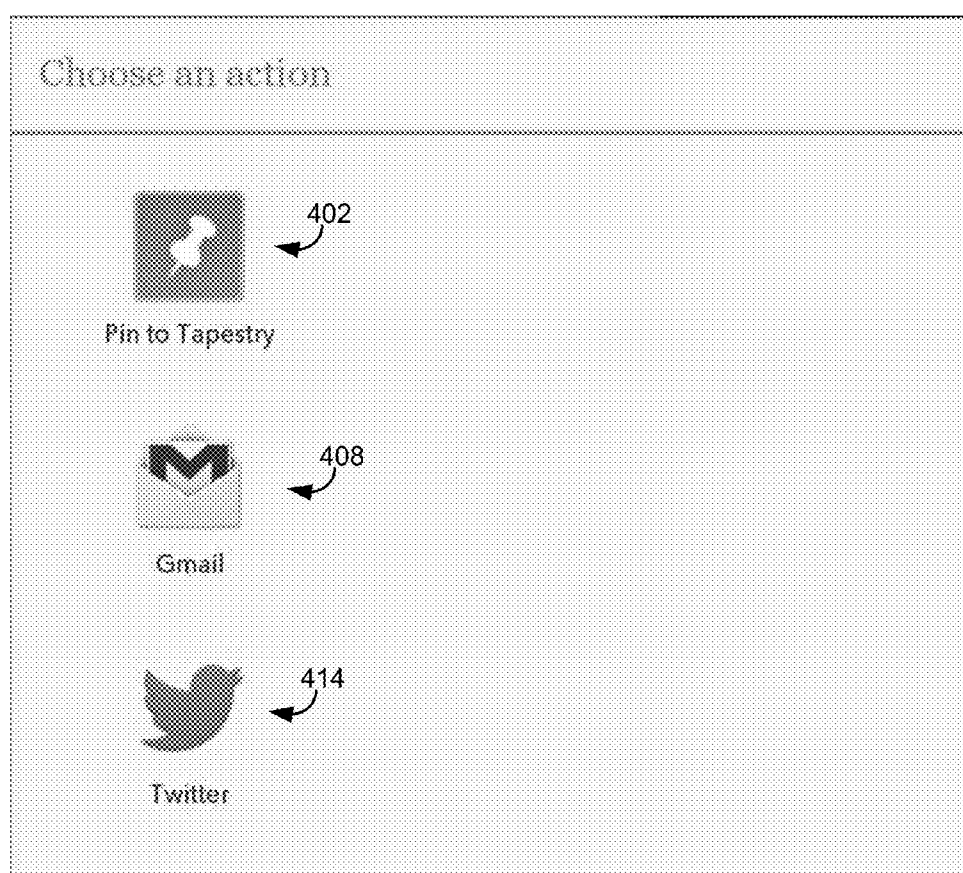 Choose an action
402
Pin to Tapestry
408
Gmail
414
Twitter